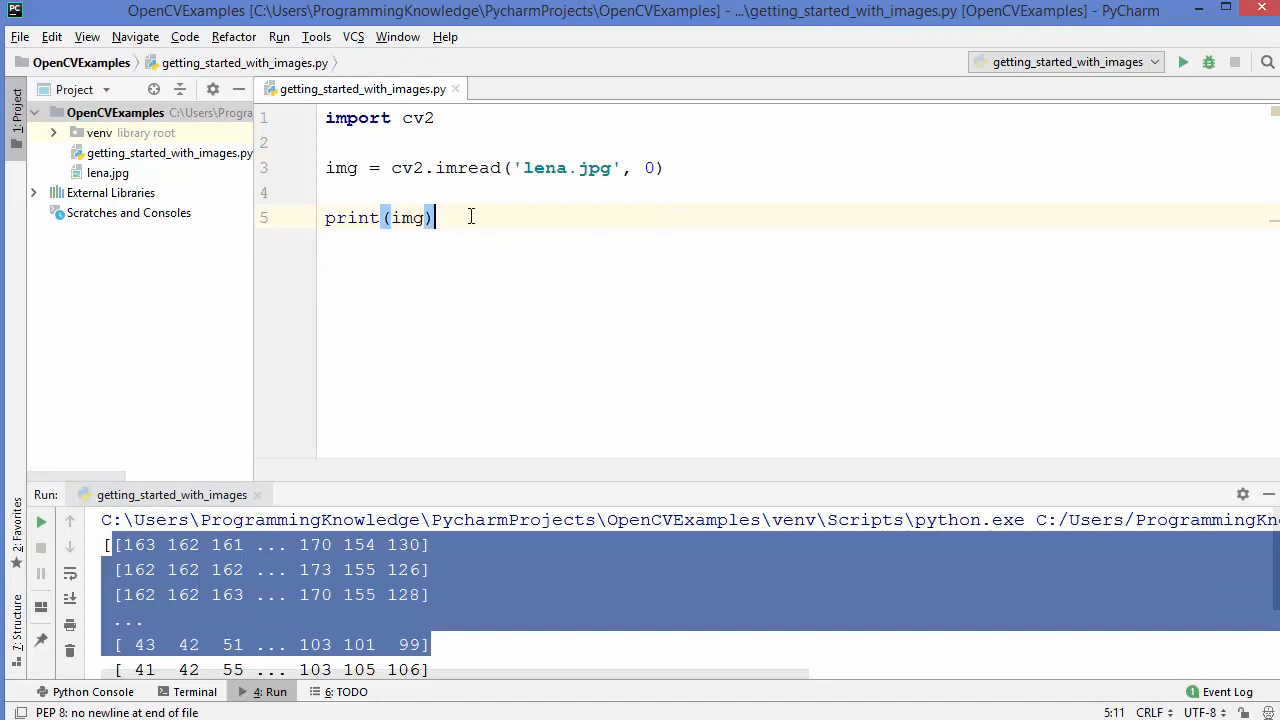 PC OpenCVExamples [C:\Users\ProgrammingKnowledge\PycharmProjects\OpenCVExamples] - ...\getting_started_with_images.py [OpenCVExamples] - PyCharm
File Edit View Navigate Code Refactor Run Tools VCS Window Help
OpenCVExamples getting_started_with_images.py getting_started_with_images
1: Project
Project
getting_started_with_images.py
OpenCVExamples C:\Users\Progra
venv library root
getting_started_with_images.py
lena.jpg
External Libraries
Scratches and Consoles
1 import cv2
2
3 img = cv2.imread('lena.jpg', 0)
4
5 print(img)
2: Favorites
7: Structure
Run: getting_started_with_images
C:\Users\ProgrammingKnowledge\PycharmProjects\OpenCVExamples\venv\Scripts\python.exe C:/Users/ProgrammingKno
[[163 162 161 ... 170 154 130]
[162 162 162 ... 173 155 126]
[162 162 163 ... 170 155 128]
...
[ 43 42 51 ... 103 101 99]
[ 41 42 55 ... 103 105 106]
Python Console Terminal 4: Run 6: TODO 1 Event Log
PEP 8: no newline at end of file 5:11 CRLF UTF-8